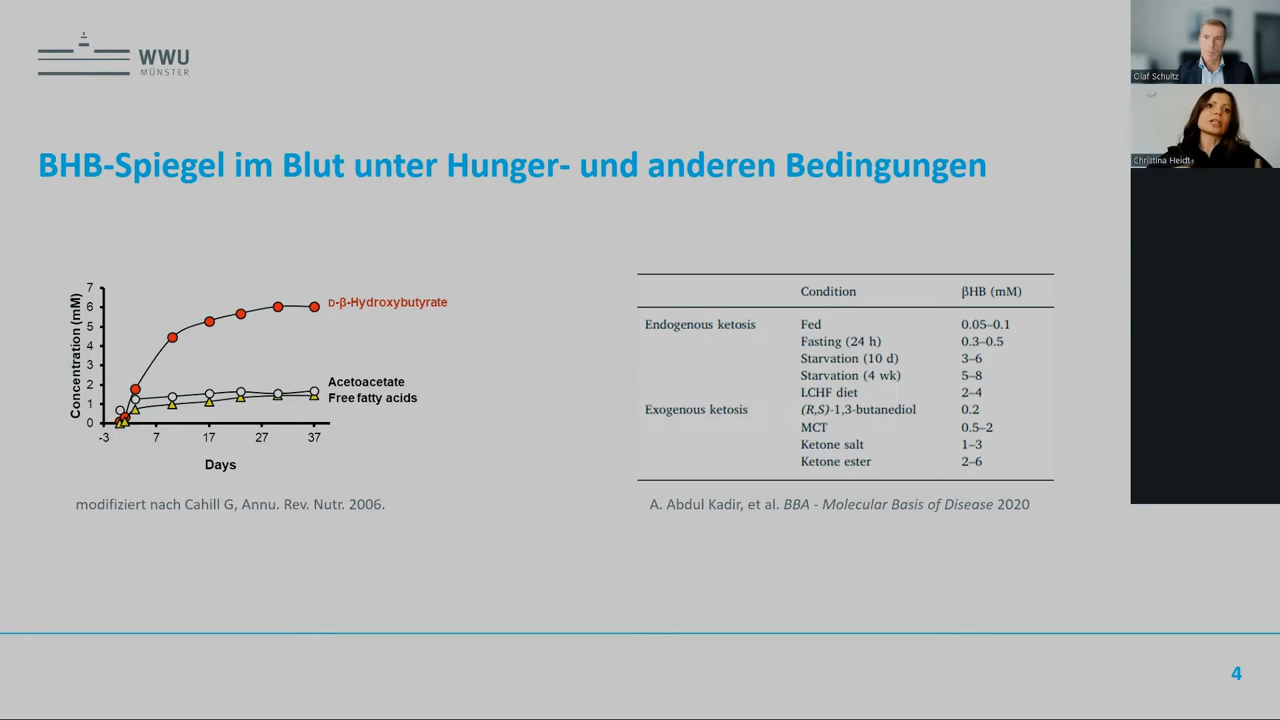 WWU
MÜNSTER
Olaf Schultz
Christina Heidt
BHB-Spiegel im Blut unter Hunger- und anderen Bedingungen
Concentration (mM)
7
6
5
4
3
2
1
0
-3 7 17 27 37
Days
D-β-Hydroxybutyrate
Acetoacetate
Free fatty acids
modifiziert nach Cahill G, Annu. Rev. Nutr. 2006.
Condition βHB (mM)
Endogenous ketosis Fed 0.05–0.1
Fasting (24 h) 0.3–0.5
Starvation (10 d) 3–6
Starvation (4 wk) 5–8
LCHF diet 2–4
Exogenous ketosis (R,S)-1,3-butanediol 0.2
MCT 0.5–2
Ketone salt 1–3
Ketone ester 2–6
A. Abdul Kadir, et al. BBA - Molecular Basis of Disease 2020
4